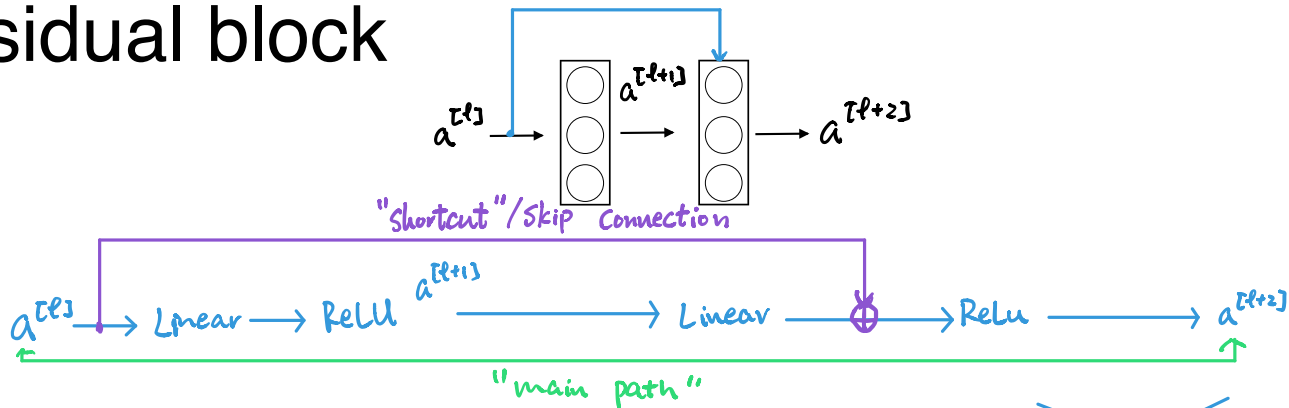 sidual block
a[l] a[l+1] a[l+2]
"Shortcut"/Skip Connection
a[l] Linear ReLU a[l+1] Linear ReLu a[l+2]
"main path"